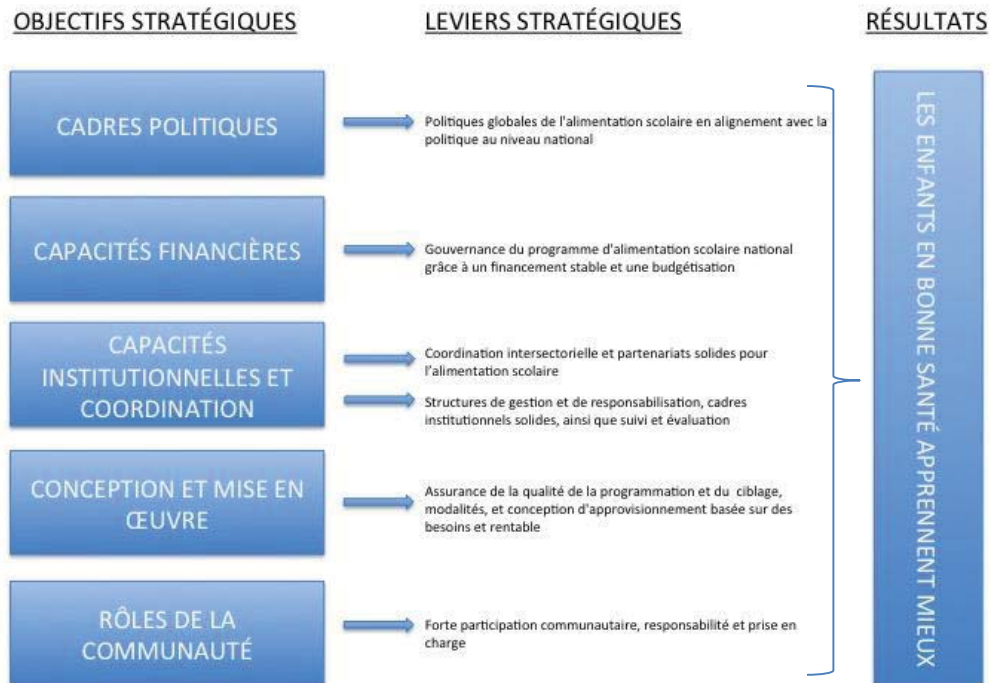 OBJECTIFS STRATÉGIQUES
LEVIERS STRATÉGIQUES
RÉSULTATS
CADRES POLITIQUES
Politiques globales de l'alimentation scolaire en alignement avec la
politique au niveau national
CAPACITÉS FINANCIÈRES
Gouvernance du programme d'alimentation scolaire national
grâce à un financement stable et une budgétisation
CAPACITÉS
INSTITUTIONNELLES ET
COORDINATION
Coordination intersectorielle et partenariats solides pour
l'alimentation scolaire
Structures de gestion et de responsabilisation, cadres
institutionnels solides, ainsi que suivi et évaluation
CONCEPTION ET MISE EN
ŒUVRE
Assurance de la qualité de la programmation et du ciblage,
modalités, et conception d'approvisionnement basée sur des
besoins et rentable
RÔLES DE LA
COMMUNAUTÉ
Forte participation communautaire, responsabilité et prise en
charge
LES ENFANTS EN BONNE SANTÉ APPRENNENT MIEUX